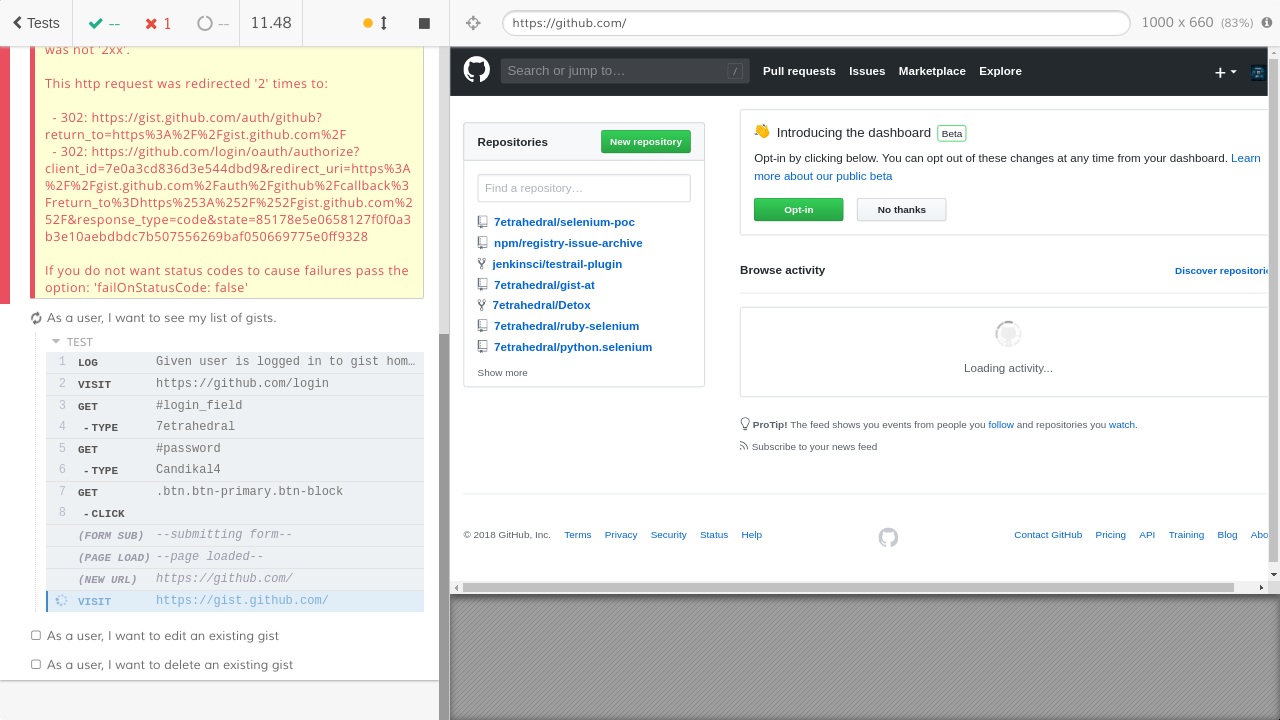 Tests
--
1
--
11.48
https://github.com/
1000 x 660 (83%)
was not '2xx'.
This http request was redirected '2' times to:
- 302: https://gist.github.com/auth/github?
return_to=https%3A%2F%2Fgist.github.com%2F
- 302: https://github.com/login/oauth/authorize?
client_id=7e0a3cd836d3e544dbd9&redirect_uri=https%3A
%2F%2Fgist.github.com%2Fauth%2Fgithub%2Fcallback%3
Freturn_to%3Dhttps%253A%252F%252Fgist.github.com%2
52F&response_type=code&state=85178e5e0658127f0f0a3
b3e10aebdbdc7b507556269baf050669775e0ff9328
If you do not want status codes to cause failures pass the
option: 'failOnStatusCode: false'
As a user, I want to see my list of gists.
TEST
1 LOG Given user is logged in to gist hom…
2 VISIT https://github.com/login
3 GET #login_field
4 - TYPE 7etrahedral
5 GET #password
6 - TYPE Candikal4
7 GET .btn.btn-primary.btn-block
8 - CLICK
(FORM SUB) --submitting form--
(PAGE LOAD) --page loaded--
(NEW URL) https://github.com/
VISIT https://gist.github.com/
As a user, I want to edit an existing gist
As a user, I want to delete an existing gist
Search or jump to…
/
Pull requests Issues Marketplace Explore
Repositories
New repository
Find a repository…
7etrahedral/selenium-poc
npm/registry-issue-archive
jenkinsci/testrail-plugin
7etrahedral/gist-at
7etrahedral/Detox
7etrahedral/ruby-selenium
7etrahedral/python.selenium
Show more
Introducing the dashboard Beta
Opt-in by clicking below. You can opt out of these changes at any time from your dashboard. Learn
more about our public beta
Opt-in
No thanks
Browse activity
Discover repositorie
Loading activity...
ProTip! The feed shows you events from people you follow and repositories you watch.
Subscribe to your news feed
© 2018 GitHub, Inc. Terms Privacy Security Status Help
Contact GitHub Pricing API Training Blog Abo